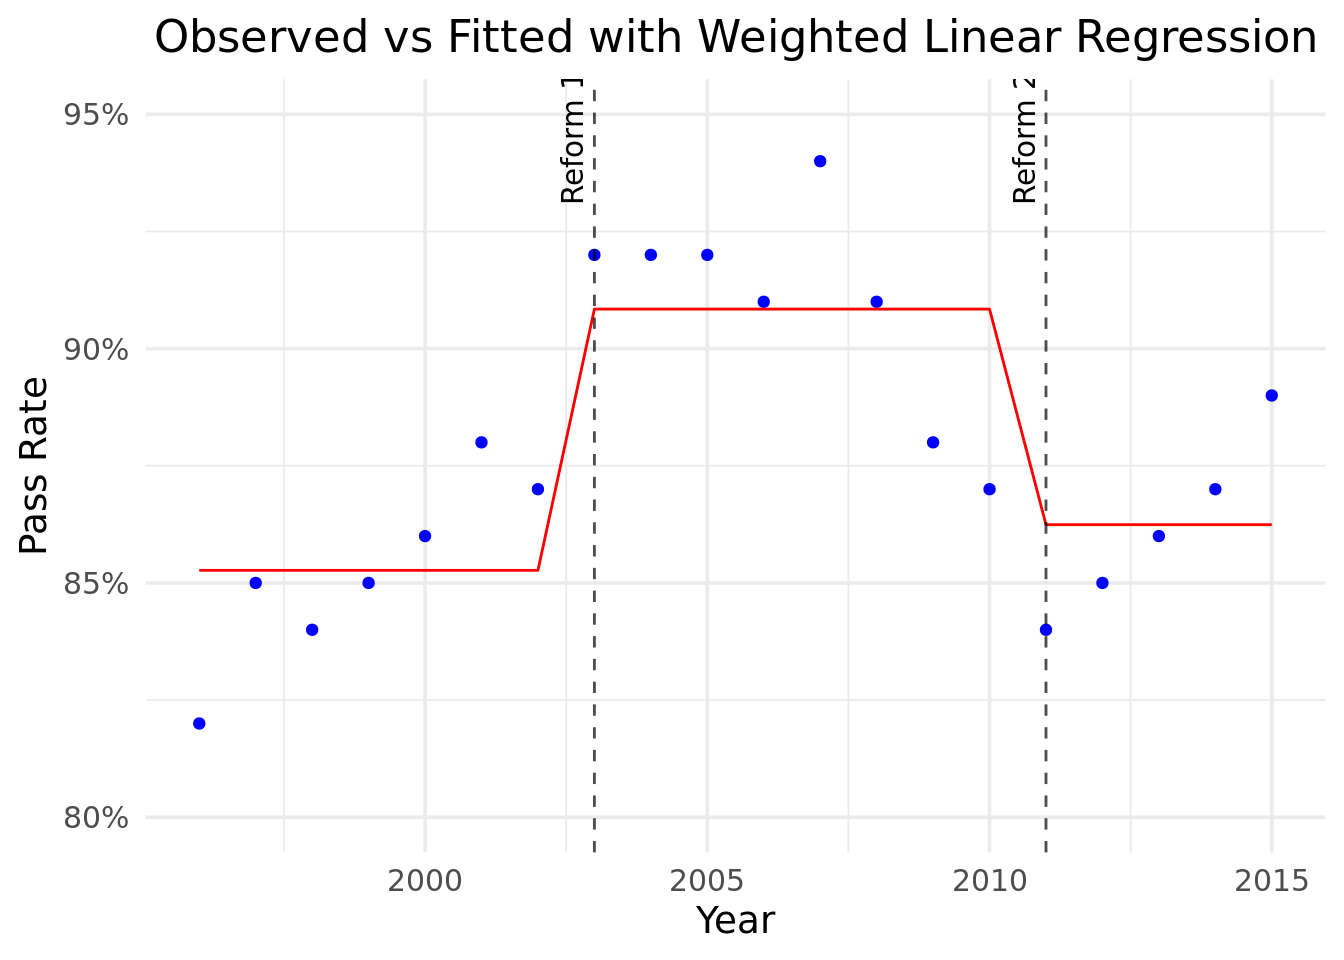 Observed vs Fitted with Weighted Linear Regression
Reform 1
Reform 2
95%
90%
85%
80%
Pass Rate
2000
2005
2010
2015
Year